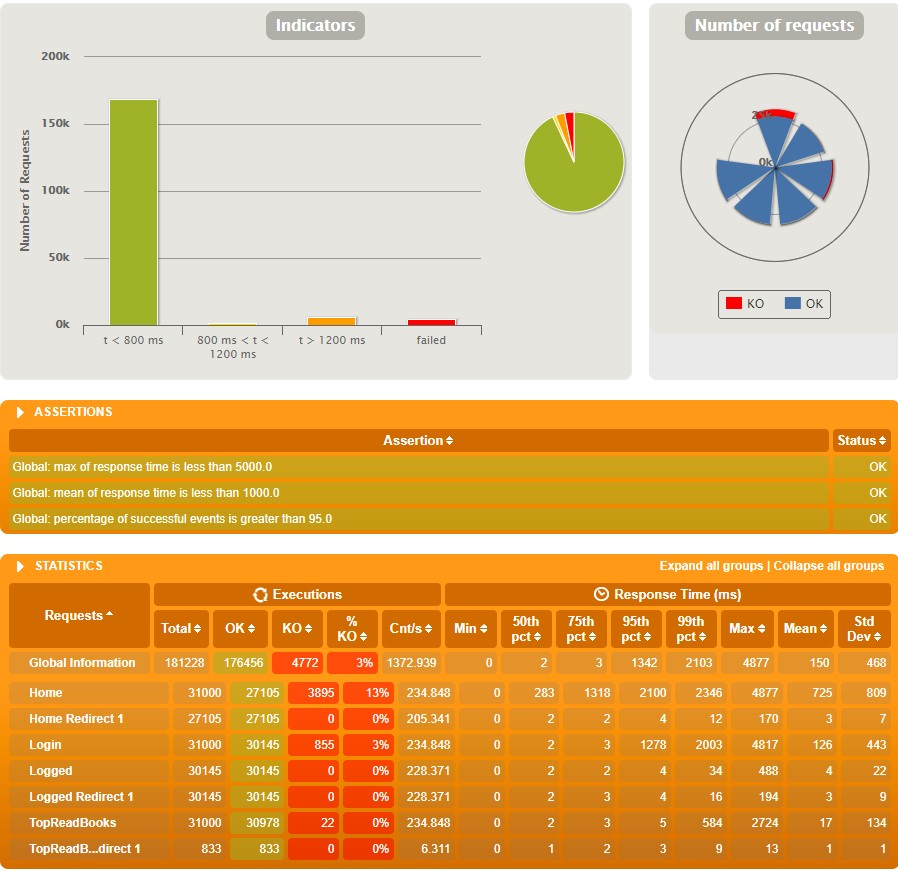 Indicators
200k
150k
100k
50k
0k
Number of Requests
t < 800 ms
800 ms < t <
1200 ms
t > 1200 ms
failed
Number of requests
0k
KO
OK
ASSERTIONS
Assertion Status
Global: max of response time is less than 5000.0 OK
Global: mean of response time is less than 1000.0 OK
Global: percentage of successful events is greater than 95.0 OK
STATISTICS Expand all groups | Collapse all groups
Requests Executions Response Time (ms)
Total OK KO % KO Cnt/s Min 50th pct 75th pct 95th pct 99th pct Max Mean Std Dev
Global Information 181228 176456 4772 3% 1372.939 0 2 3 1342 2103 4877 150 468
Home 31000 27105 3895 13% 234.848 0 283 1318 2100 2346 4877 725 809
Home Redirect 1 27105 27105 0 0% 205.341 0 2 2 4 12 170 3 7
Login 31000 30145 855 3% 234.848 0 2 3 1278 2003 4817 126 443
Logged 30145 30145 0 0% 228.371 0 2 2 4 34 488 4 22
Logged Redirect 1 30145 30145 0 0% 228.371 0 2 3 4 16 194 3 9
TopReadBooks 31000 30978 22 0% 234.848 0 2 3 5 584 2724 17 134
TopReadB...direct 1 833 833 0 0% 6.311 0 1 2 3 9 13 1 1